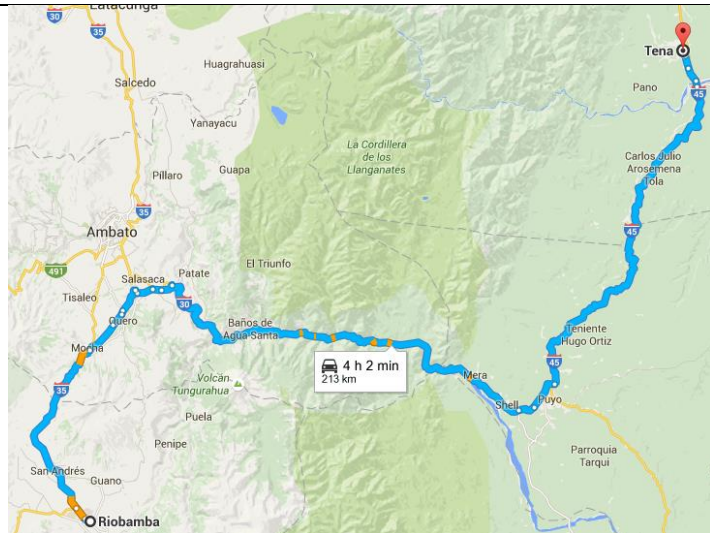 Latacunga
30
35
Huagrahuasi
Salcedo
Yanayacu
Píllaro
Guapa
La Cordillera
de los
Llanganates
Tena
Pano
45
Carlos Julio
Arosemena
Tola
35
Ambato
491
El Triunfo
Salasaca
Patate
Tisaleo
30
Quero
Baños de
Agua Santa
45
Teniente
Hugo Ortiz
Mocha
4 h 2 min
213 km
Mera
45
35
Volcán
Tungurahua
Shell
Puyo
Puela
Penipe
Parroquia
Tarqui
San Andrés
Guano
Riobamba